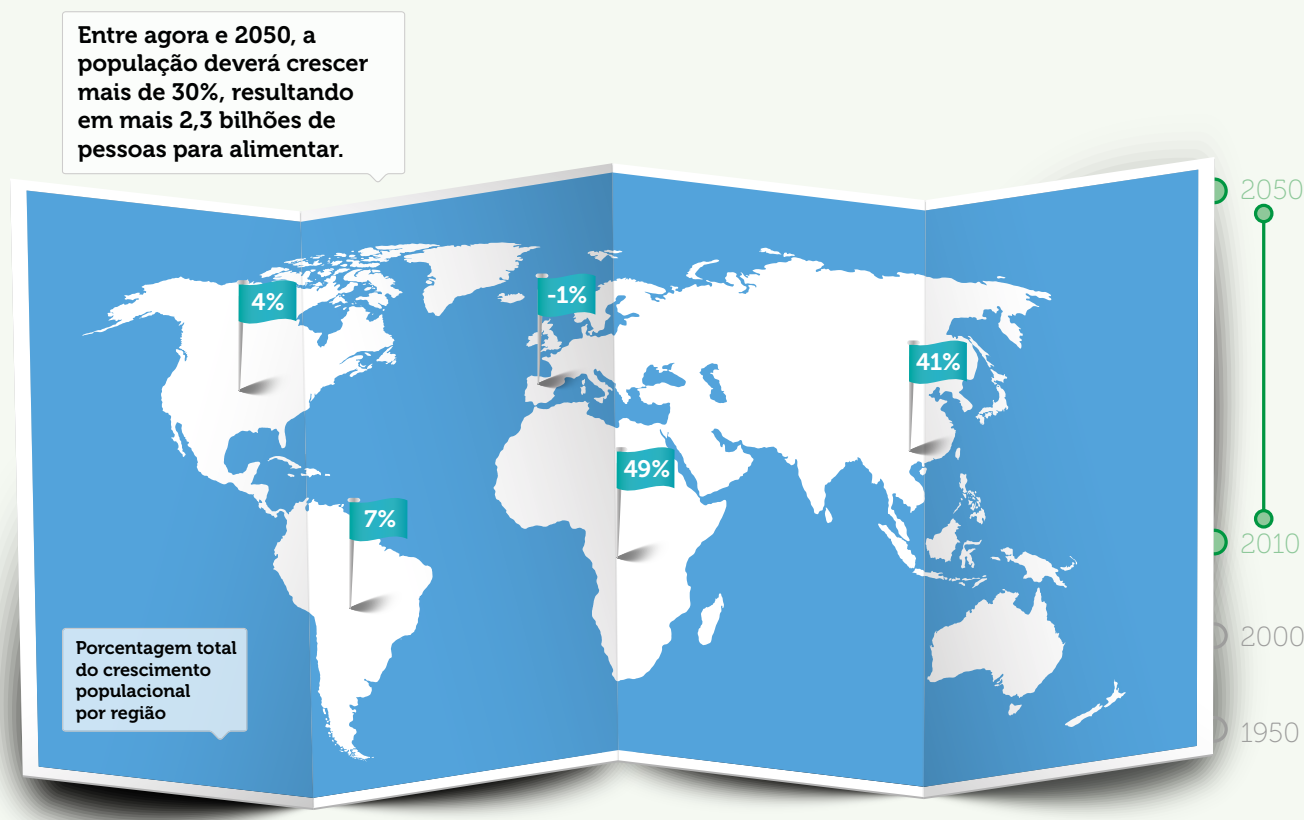 Entre agora e 2050, a
população deverá crescer
mais de 30%, resultando
em mais 2,3 bilhões de
pessoas para alimentar.
2050
4%
-1%
41%
49%
7%
2010
Porcentagem total
do crescimento
populacional
por região
2000
1950